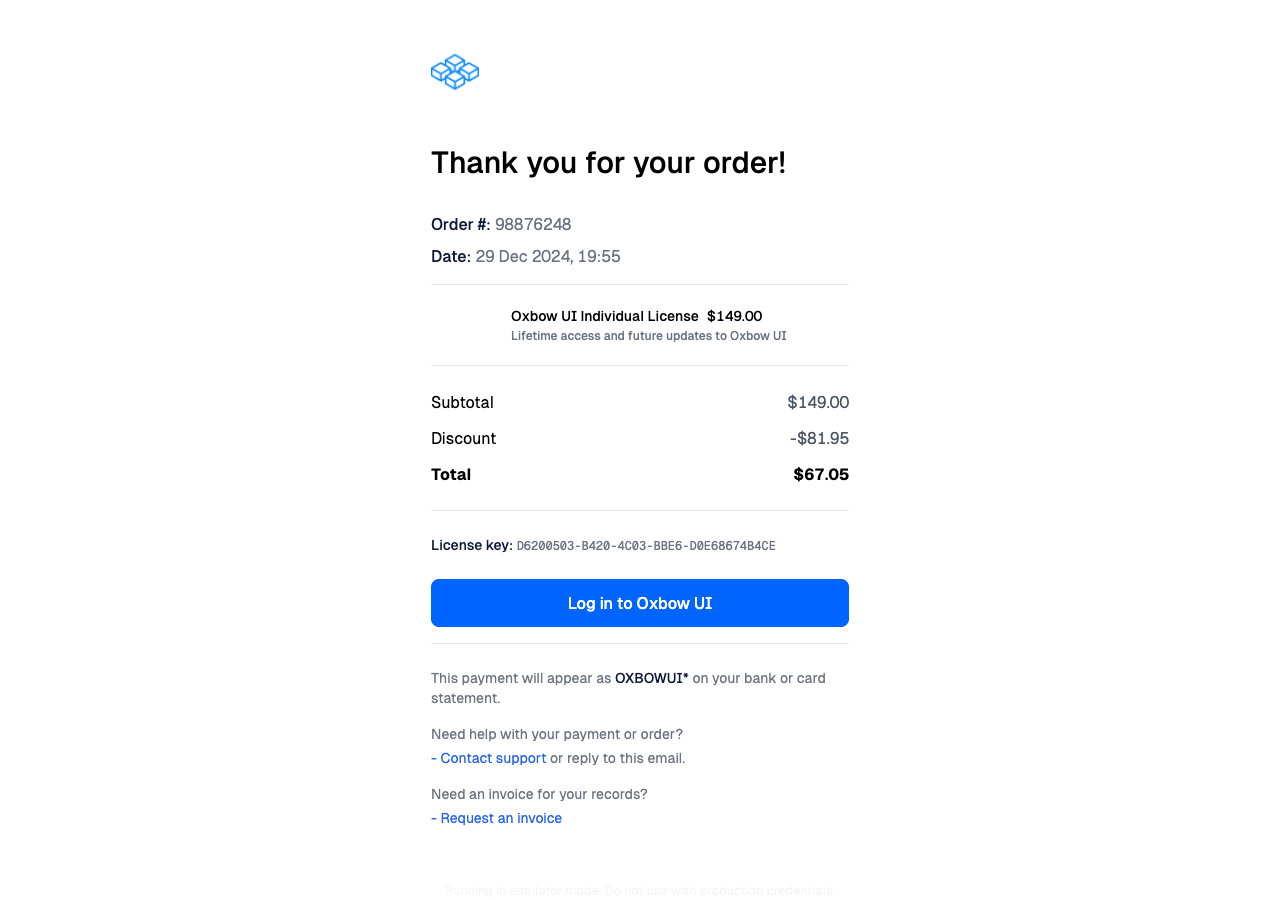 Thank you for your order!
Order #: 98876248
Date: 29 Dec 2024, 19:55
Oxbow UI Individual License $149.00
Lifetime access and future updates to Oxbow UI
Subtotal $149.00
Discount -$81.95
Total $67.05
License key: D6200503-B420-4C03-BBE6-D0E68674B4CE
Log in to Oxbow UI
This payment will appear as OXBOWUI* on your bank or card
statement.
Need help with your payment or order?
- Contact support or reply to this email.
Need an invoice for your records?
- Request an invoice
Running in emulator mode. Do not use with production credentials.